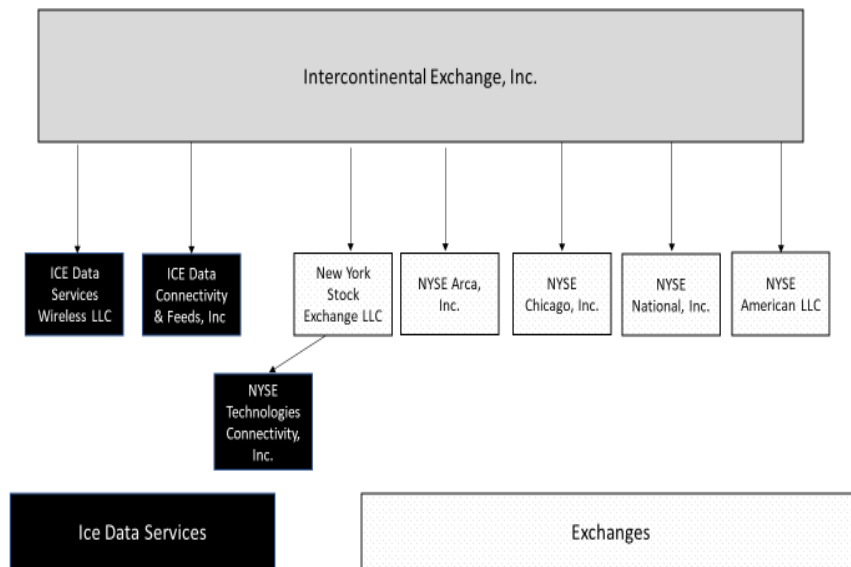 Intercontinental Exchange, Inc.
ICE Data
Services
Wireless LLC
ICE Data
Connectivity
& Feeds, Inc
New York
Stock
Exchange LLC
NYSE Arca,
Inc.
NYSE
Chicago, Inc.
NYSE
National, Inc.
NYSE
American LLC
NYSE
Technologies
Connectivity,
Inc.
Ice Data Services
Exchanges